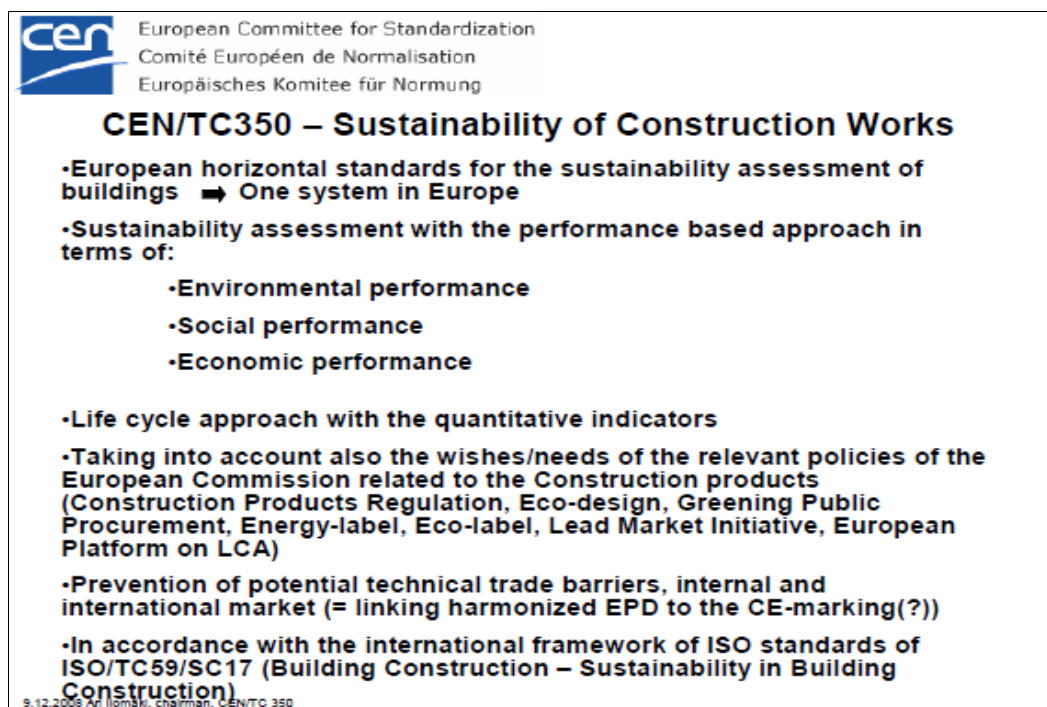 cen
European Committee for Standardization
Comité Européen de Normalisation
Europäisches Komitee für Normung
CEN/TC350 – Sustainability of Construction Works
•European horizontal standards for the sustainability assessment of
buildings ➡ One system in Europe
•Sustainability assessment with the performance based approach in
terms of:
•Environmental performance
•Social performance
•Economic performance
•Life cycle approach with the quantitative indicators
•Taking into account also the wishes/needs of the relevant policies of the
European Commission related to the Construction products
(Construction Products Regulation, Eco-design, Greening Public
Procurement, Energy-label, Eco-label, Lead Market Initiative, European
Platform on LCA)
•Prevention of potential technical trade barriers, internal and
international market (= linking harmonized EPD to the CE-marking(?))
•In accordance with the international framework of ISO standards of
ISO/TC59/SC17 (Building Construction – Sustainability in Building
Construction)
9.12.2008 Ari Ilomäki, chairman, CEN/TC 350